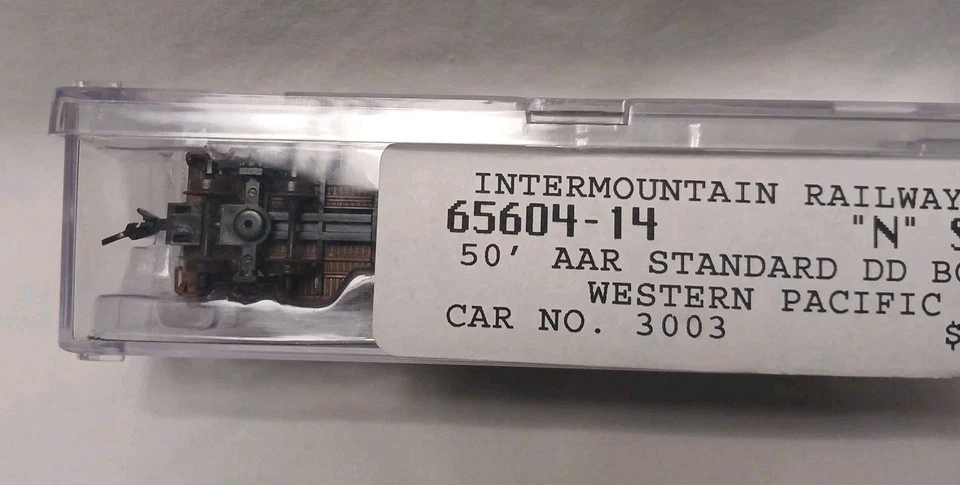 INTERMOUNTAIN RAILWAY
65604-14 "N"
50' AAR STANDARD DD
WESTERN PACIFIC
CAR NO. 3003 $